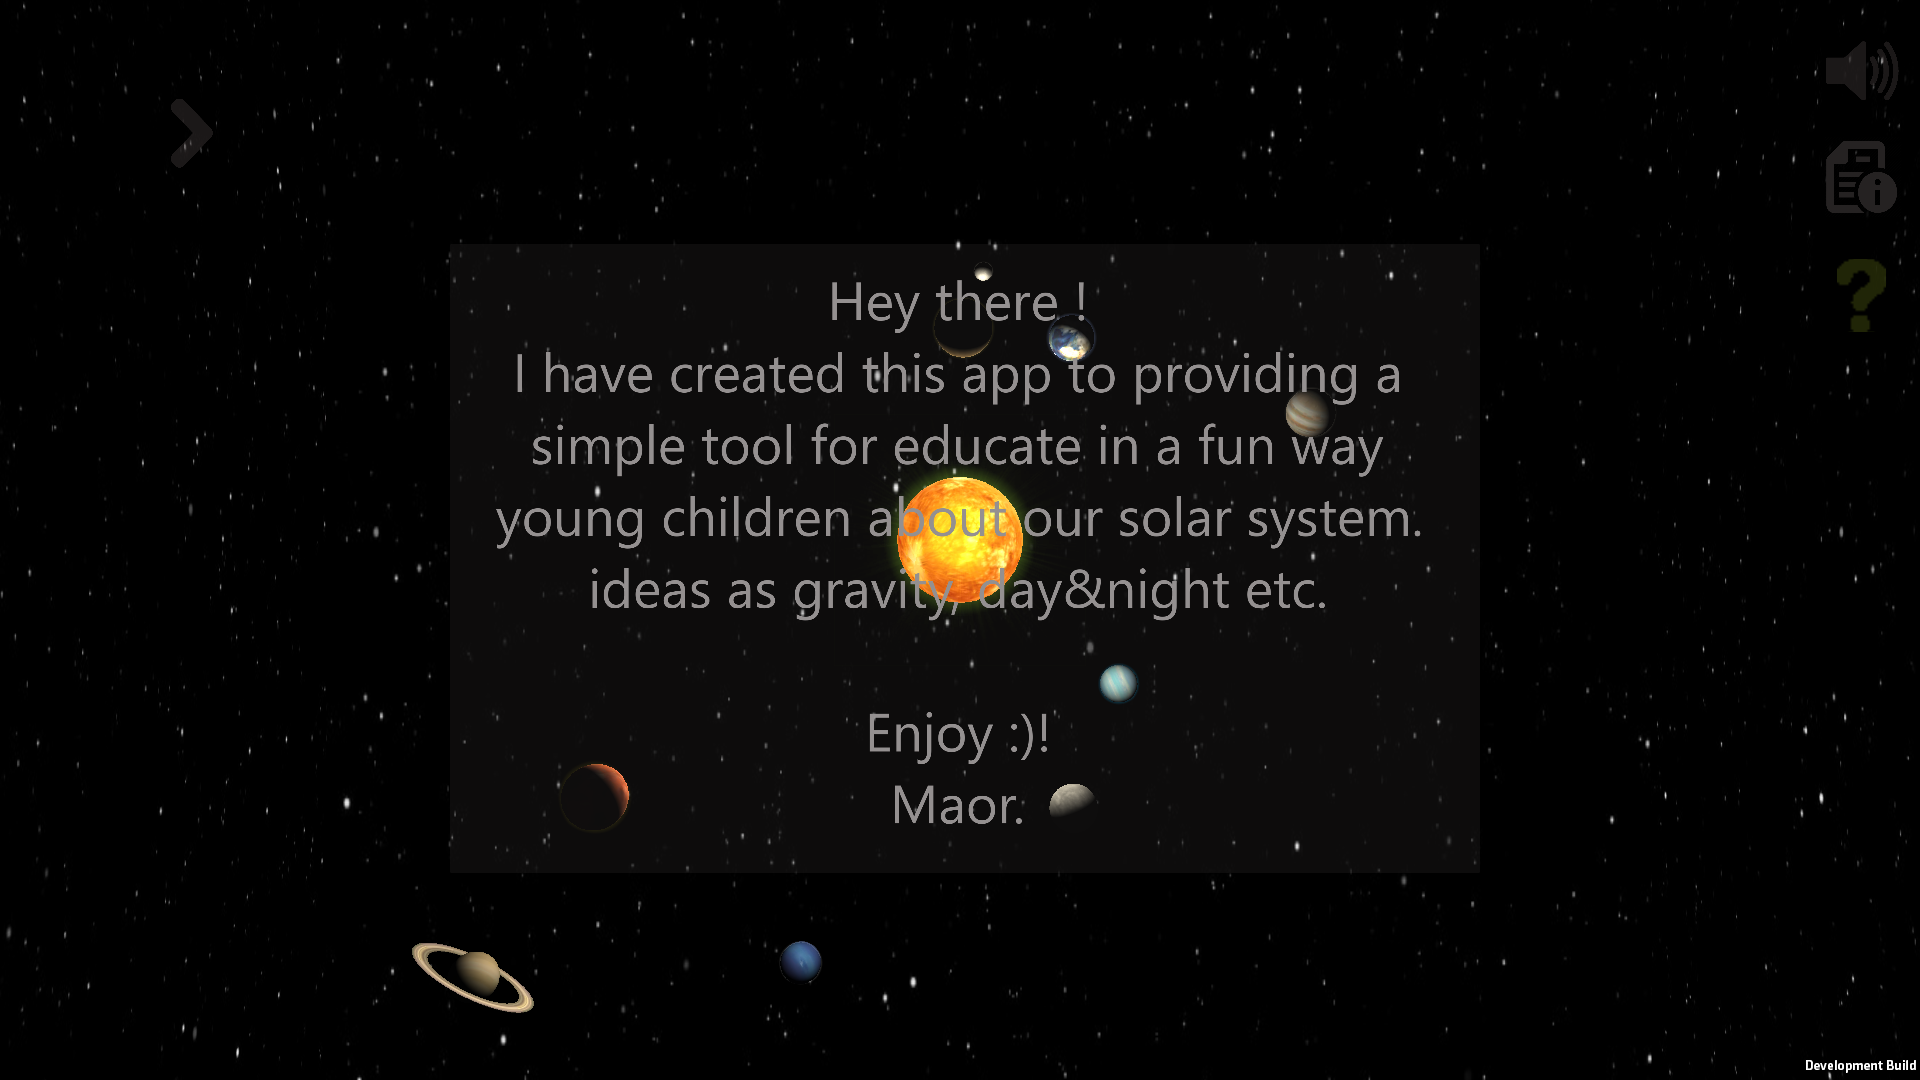 Hey there !
I have created this app to providing a
simple tool for educate in a fun way
young children about our solar system.
ideas as gravity, day&night etc.
Enjoy :)!
Maor.
Development Build